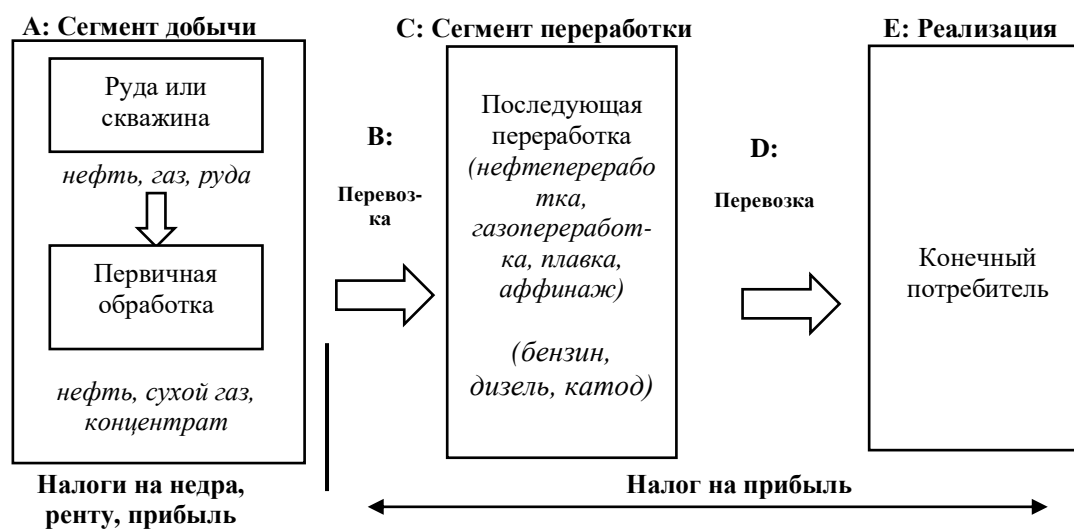 A: Сегмент добычи
Руда или
скважина
нефть, газ, руда
Первичная
обработка
нефть, сухой газ,
концентрат
Налоги на недра,
ренту, прибыль
B:
Перевоз-
ка
C: Сегмент переработки
Последующая
переработка
(нефтеперерабо
тка,
газопереработ-
ка, плавка,
аффинаж)
(бензин,
дизель, катод)
D:
Перевозка
E: Реализация
Конечный
потребитель
Налог на прибыль